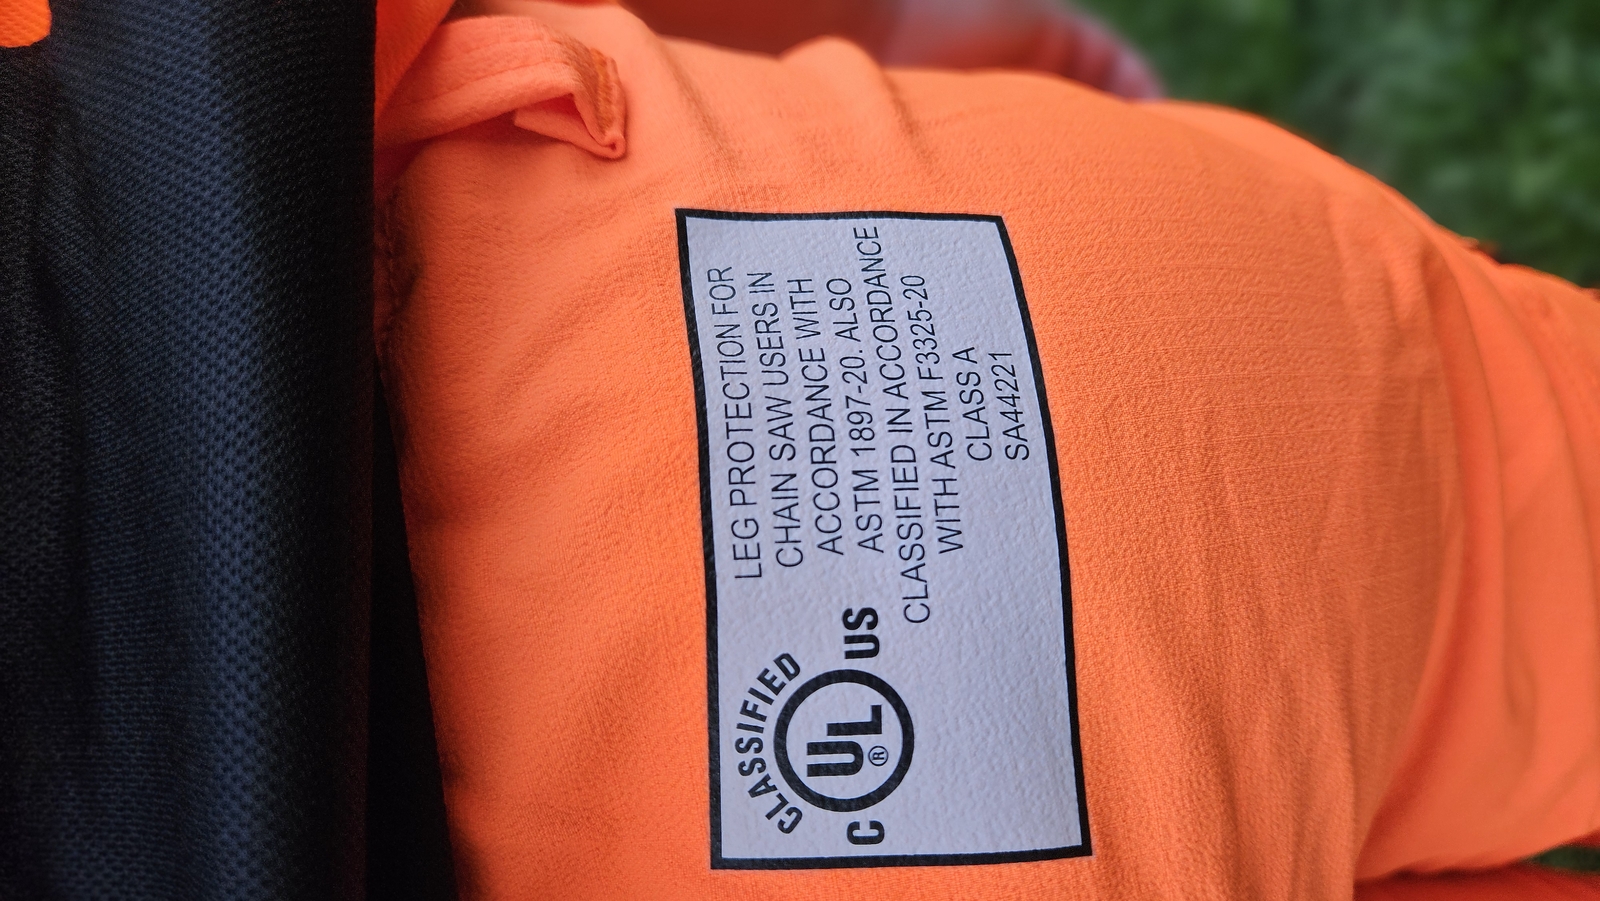 CLASSIFIED
C UL US
®
LEG PROTECTION FOR
CHAIN SAW USERS IN
ACCORDANCE WITH
ASTM 1897-20. ALSO
CLASSIFIED IN ACCORDANCE
WITH ASTM F3325-20
CLASS A
SA44221